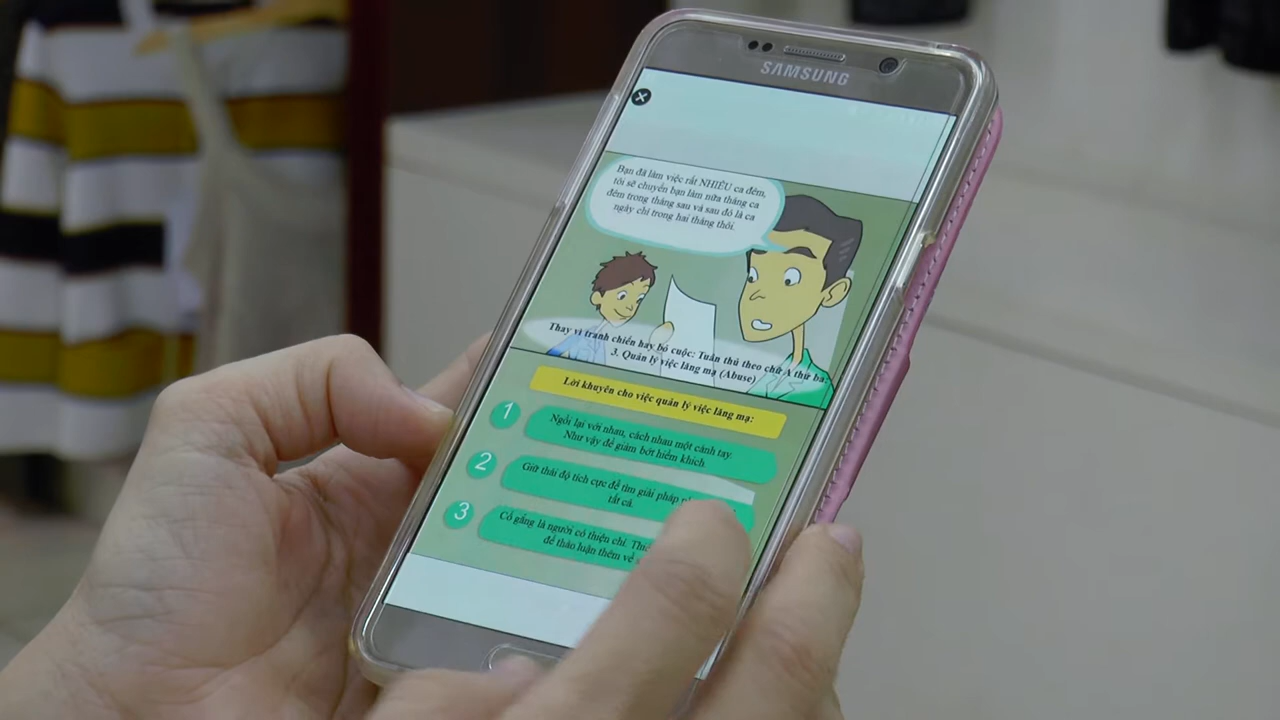 SAMSUNG
Bạn đã làm việc rất NHIỀU ca đêm,
tôi sẽ chuyển bạn làm nửa tháng ca
đêm trong tháng sau và sau đó là ca
ngày chỉ trong hai tháng thôi.
Thay vì tranh chiến hay bỏ cuộc: Tuân thủ theo chữ A thứ ba
3. Quản lý việc lăng mạ (Abuse)
Lời khuyên cho việc quản lý việc lăng mạ:
1
Ngồi lại với nhau, cách nhau một cánh tay.
Như vậy để giảm bớt hiềm khích
2
Giữ thái độ tích cực để tìm giải pháp
tất cả.
3
Cố gắng là người có thiện chí.
để thảo luận thêm về